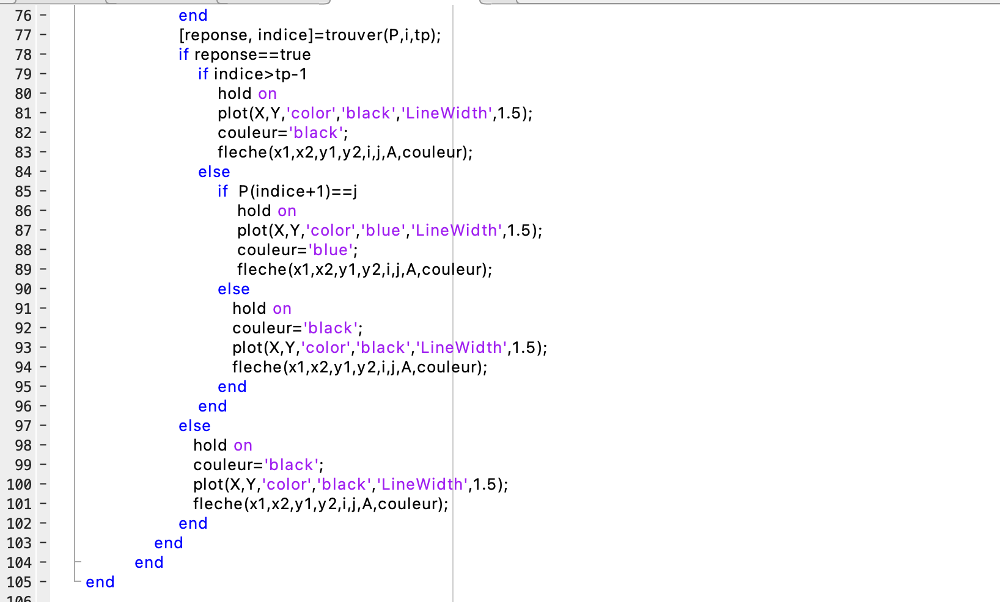 76 - end
77 - [reponse, indice]=trouver(P,i,tp);
78 - if reponse==true
79 - if indice>tp-1
80 - hold on
81 - plot(X,Y,'color','black','LineWidth',1.5);
82 - couleur='black';
83 - fleche(x1,x2,y1,y2,i,j,A,couleur);
84 - else
85 - if P(indice+1)==j
86 - hold on
87 - plot(X,Y,'color','blue','LineWidth',1.5);
88 - couleur='blue';
89 - fleche(x1,x2,y1,y2,i,j,A,couleur);
90 - else
91 - hold on
92 - couleur='black';
93 - plot(X,Y,'color','black','LineWidth',1.5);
94 - fleche(x1,x2,y1,y2,i,j,A,couleur);
95 - end
96 - end
97 - else
98 - hold on
99 - couleur='black';
100 - plot(X,Y,'color','black','LineWidth',1.5);
101 - fleche(x1,x2,y1,y2,i,j,A,couleur);
102 - end
103 - end
104 - end
105 - end
106